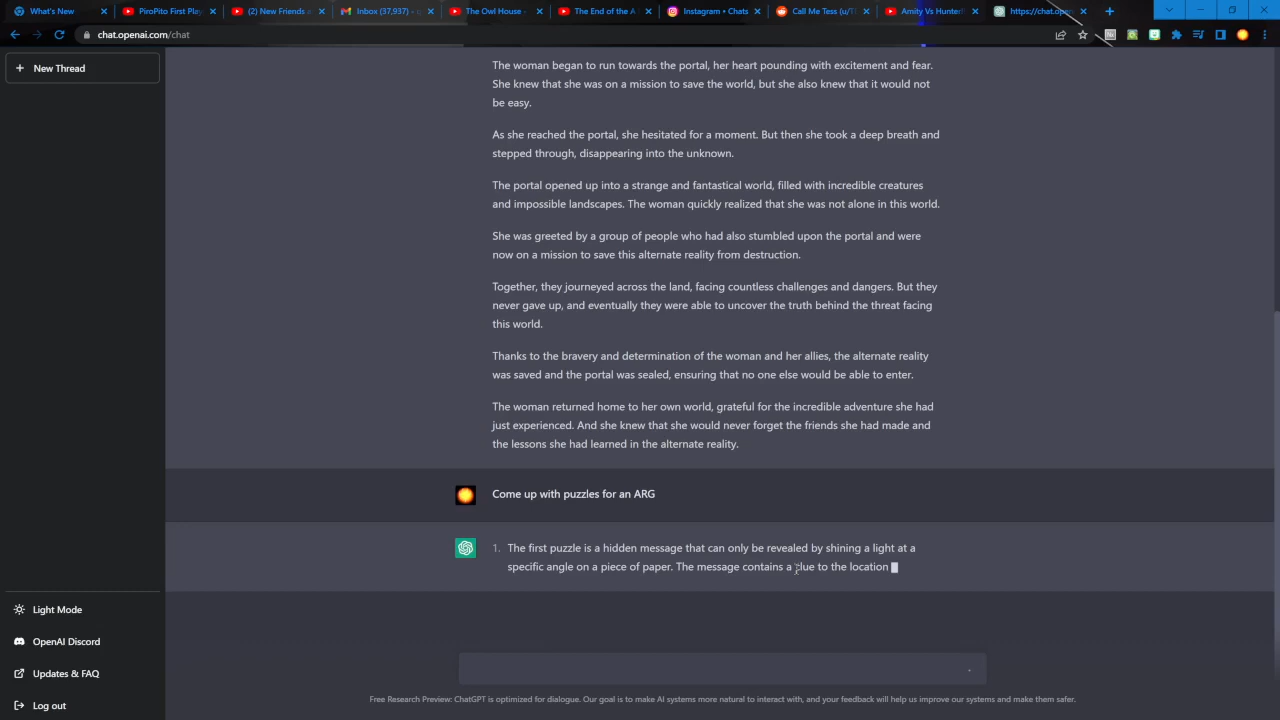 What's New
PiroPito First Play
(2) New Friends a
Inbox (37,937) -
The Owl House -
The End of the A
Instagram • Chats
Call Me Tess (u/TE
Amity Vs Hunter
https://chat.open
chat.openai.com/chat
New Thread
The woman began to run towards the portal, her heart pounding with excitement and fear.
She knew that she was on a mission to save the world, but she also knew that it would not
be easy.
As she reached the portal, she hesitated for a moment. But then she took a deep breath and
stepped through, disappearing into the unknown.
The portal opened up into a strange and fantastical world, filled with incredible creatures
and impossible landscapes. The woman quickly realized that she was not alone in this world.
She was greeted by a group of people who had also stumbled upon the portal and were
now on a mission to save this alternate reality from destruction.
Together, they journeyed across the land, facing countless challenges and dangers. But they
never gave up, and eventually they were able to uncover the truth behind the threat facing
this world.
Thanks to the bravery and determination of the woman and her allies, the alternate reality
was saved and the portal was sealed, ensuring that no one else would be able to enter.
The woman returned home to her own world, grateful for the incredible adventure she had
just experienced. And she knew that she would never forget the friends she had made and
the lessons she had learned in the alternate reality.
Come up with puzzles for an ARG
1. The first puzzle is a hidden message that can only be revealed by shining a light at a
specific angle on a piece of paper. The message contains a clue to the location
Light Mode
OpenAI Discord
Updates & FAQ
Log out
Free Research Preview: ChatGPT is optimized for dialogue. Our goal is to make AI systems more natural to interact with, and your feedback will help us improve our systems and make them safer.